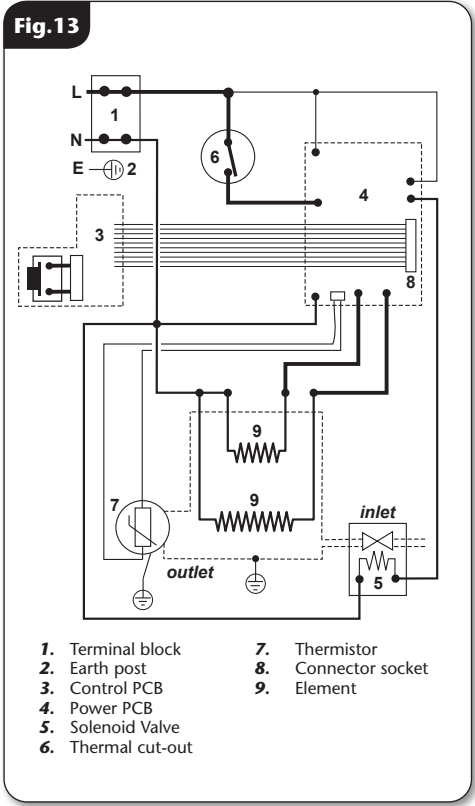 Fig.13
L
1
N
6
E
2
4
3
8
9
7
9
inlet
outlet
5
1. Terminal block
2. Earth post
3. Control PCB
4. Power PCB
5. Solenoid Valve
6. Thermal cut-out
7. Thermistor
8. Connector socket
9. Element